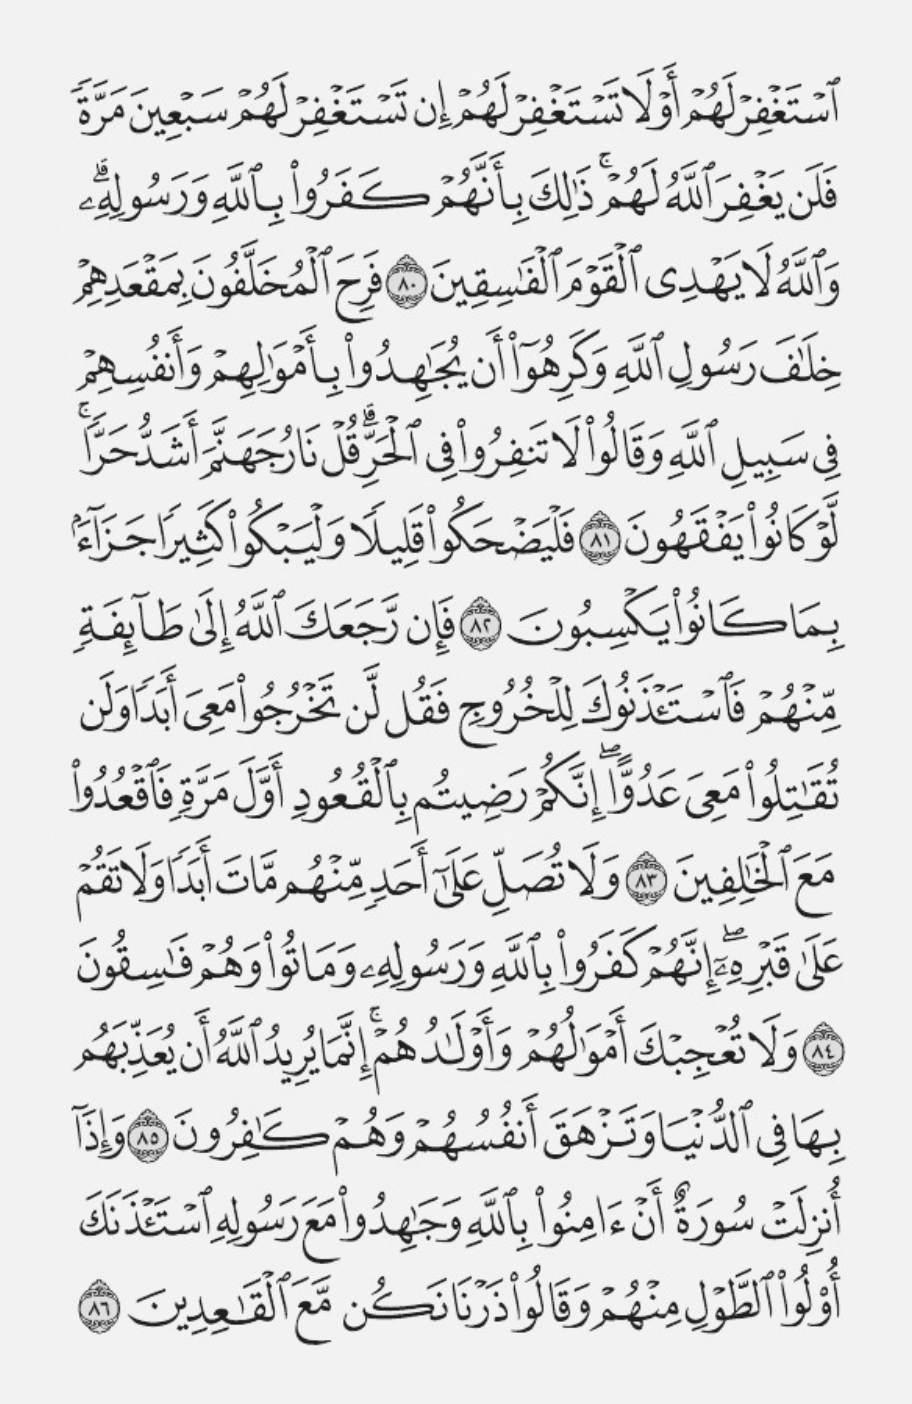 ٱسْتَغْفِرْ لَهُمْ أَوْ لَا تَسْتَغْفِرْ لَهُمْ إِن تَسْتَغْفِرْ لَهُمْ سَبْعِينَ مَرَّةً
فَلَن يَغْفِرَ ٱللَّهُ لَهُمْ ۚ ذَٰلِكَ بِأَنَّهُمْ كَفَرُوا۟ بِٱللَّهِ وَرَسُولِهِۦ ۗ
وَٱللَّهُ لَا يَهْدِى ٱلْقَوْمَ ٱلْفَـٰسِقِينَ ٨٠ فَرِحَ ٱلْمُخَلَّفُونَ بِمَقْعَدِهِمْ
خِلَـٰفَ رَسُولِ ٱللَّهِ وَكَرِهُوٓا۟ أَن يُجَـٰهِدُوا۟ بِأَمْوَٰلِهِمْ وَأَنفُسِهِمْ
فِى سَبِيلِ ٱللَّهِ وَقَالُوا۟ لَا تَنفِرُوا۟ فِى ٱلْحَرِّ ۗ قُلْ نَارُ جَهَنَّمَ أَشَدُّ حَرًّا ۚ
لَّوْ كَانُوا۟ يَفْقَهُونَ ٨١ فَلْيَضْحَكُوا۟ قَلِيلًا وَلْيَبْكُوا۟ كَثِيرًا جَزَآءًۢ
بِمَا كَانُوا۟ يَكْسِبُونَ ٨٢ فَإِن رَّجَعَكَ ٱللَّهُ إِلَىٰ طَآئِفَةٍ
مِّنْهُمْ فَٱسْتَـْٔذَنُوكَ لِلْخُرُوجِ فَقُل لَّن تَخْرُجُوا۟ مَعِىَ أَبَدًا وَلَن
تُقَـٰتِلُوا۟ مَعِىَ عَدُوًّا ۖ إِنَّكُمْ رَضِيتُم بِٱلْقُعُودِ أَوَّلَ مَرَّةٍ فَٱقْعُدُوا۟
مَعَ ٱلْخَـٰلِفِينَ ٨٣ وَلَا تُصَلِّ عَلَىٰٓ أَحَدٍ مِّنْهُم مَّاتَ أَبَدًا وَلَا تَقُمْ
عَلَىٰ قَبْرِهِۦٓ ۖ إِنَّهُمْ كَفَرُوا۟ بِٱللَّهِ وَرَسُولِهِۦ وَمَاتُوا۟ وَهُمْ فَـٰسِقُونَ
٨٤ وَلَا تُعْجِبْكَ أَمْوَٰلُهُمْ وَأَوْلَـٰدُهُمْ ۚ إِنَّمَا يُرِيدُ ٱللَّهُ أَن يُعَذِّبَهُم
بِهَا فِى ٱلدُّنْيَا وَتَزْهَقَ أَنفُسُهُمْ وَهُمْ كَـٰفِرُونَ ٨٥ وَإِذَآ
أُنزِلَتْ سُورَةٌ أَنْ ءَامِنُوا۟ بِٱللَّهِ وَجَـٰهِدُوا۟ مَعَ رَسُولِهِ ٱسْتَـْٔذَنَكَ
أُو۟لُوا۟ ٱلطَّوْلِ مِنْهُمْ وَقَالُوا۟ ذَرْنَا نَكُن مَّعَ ٱلْقَـٰعِدِينَ ٨٦